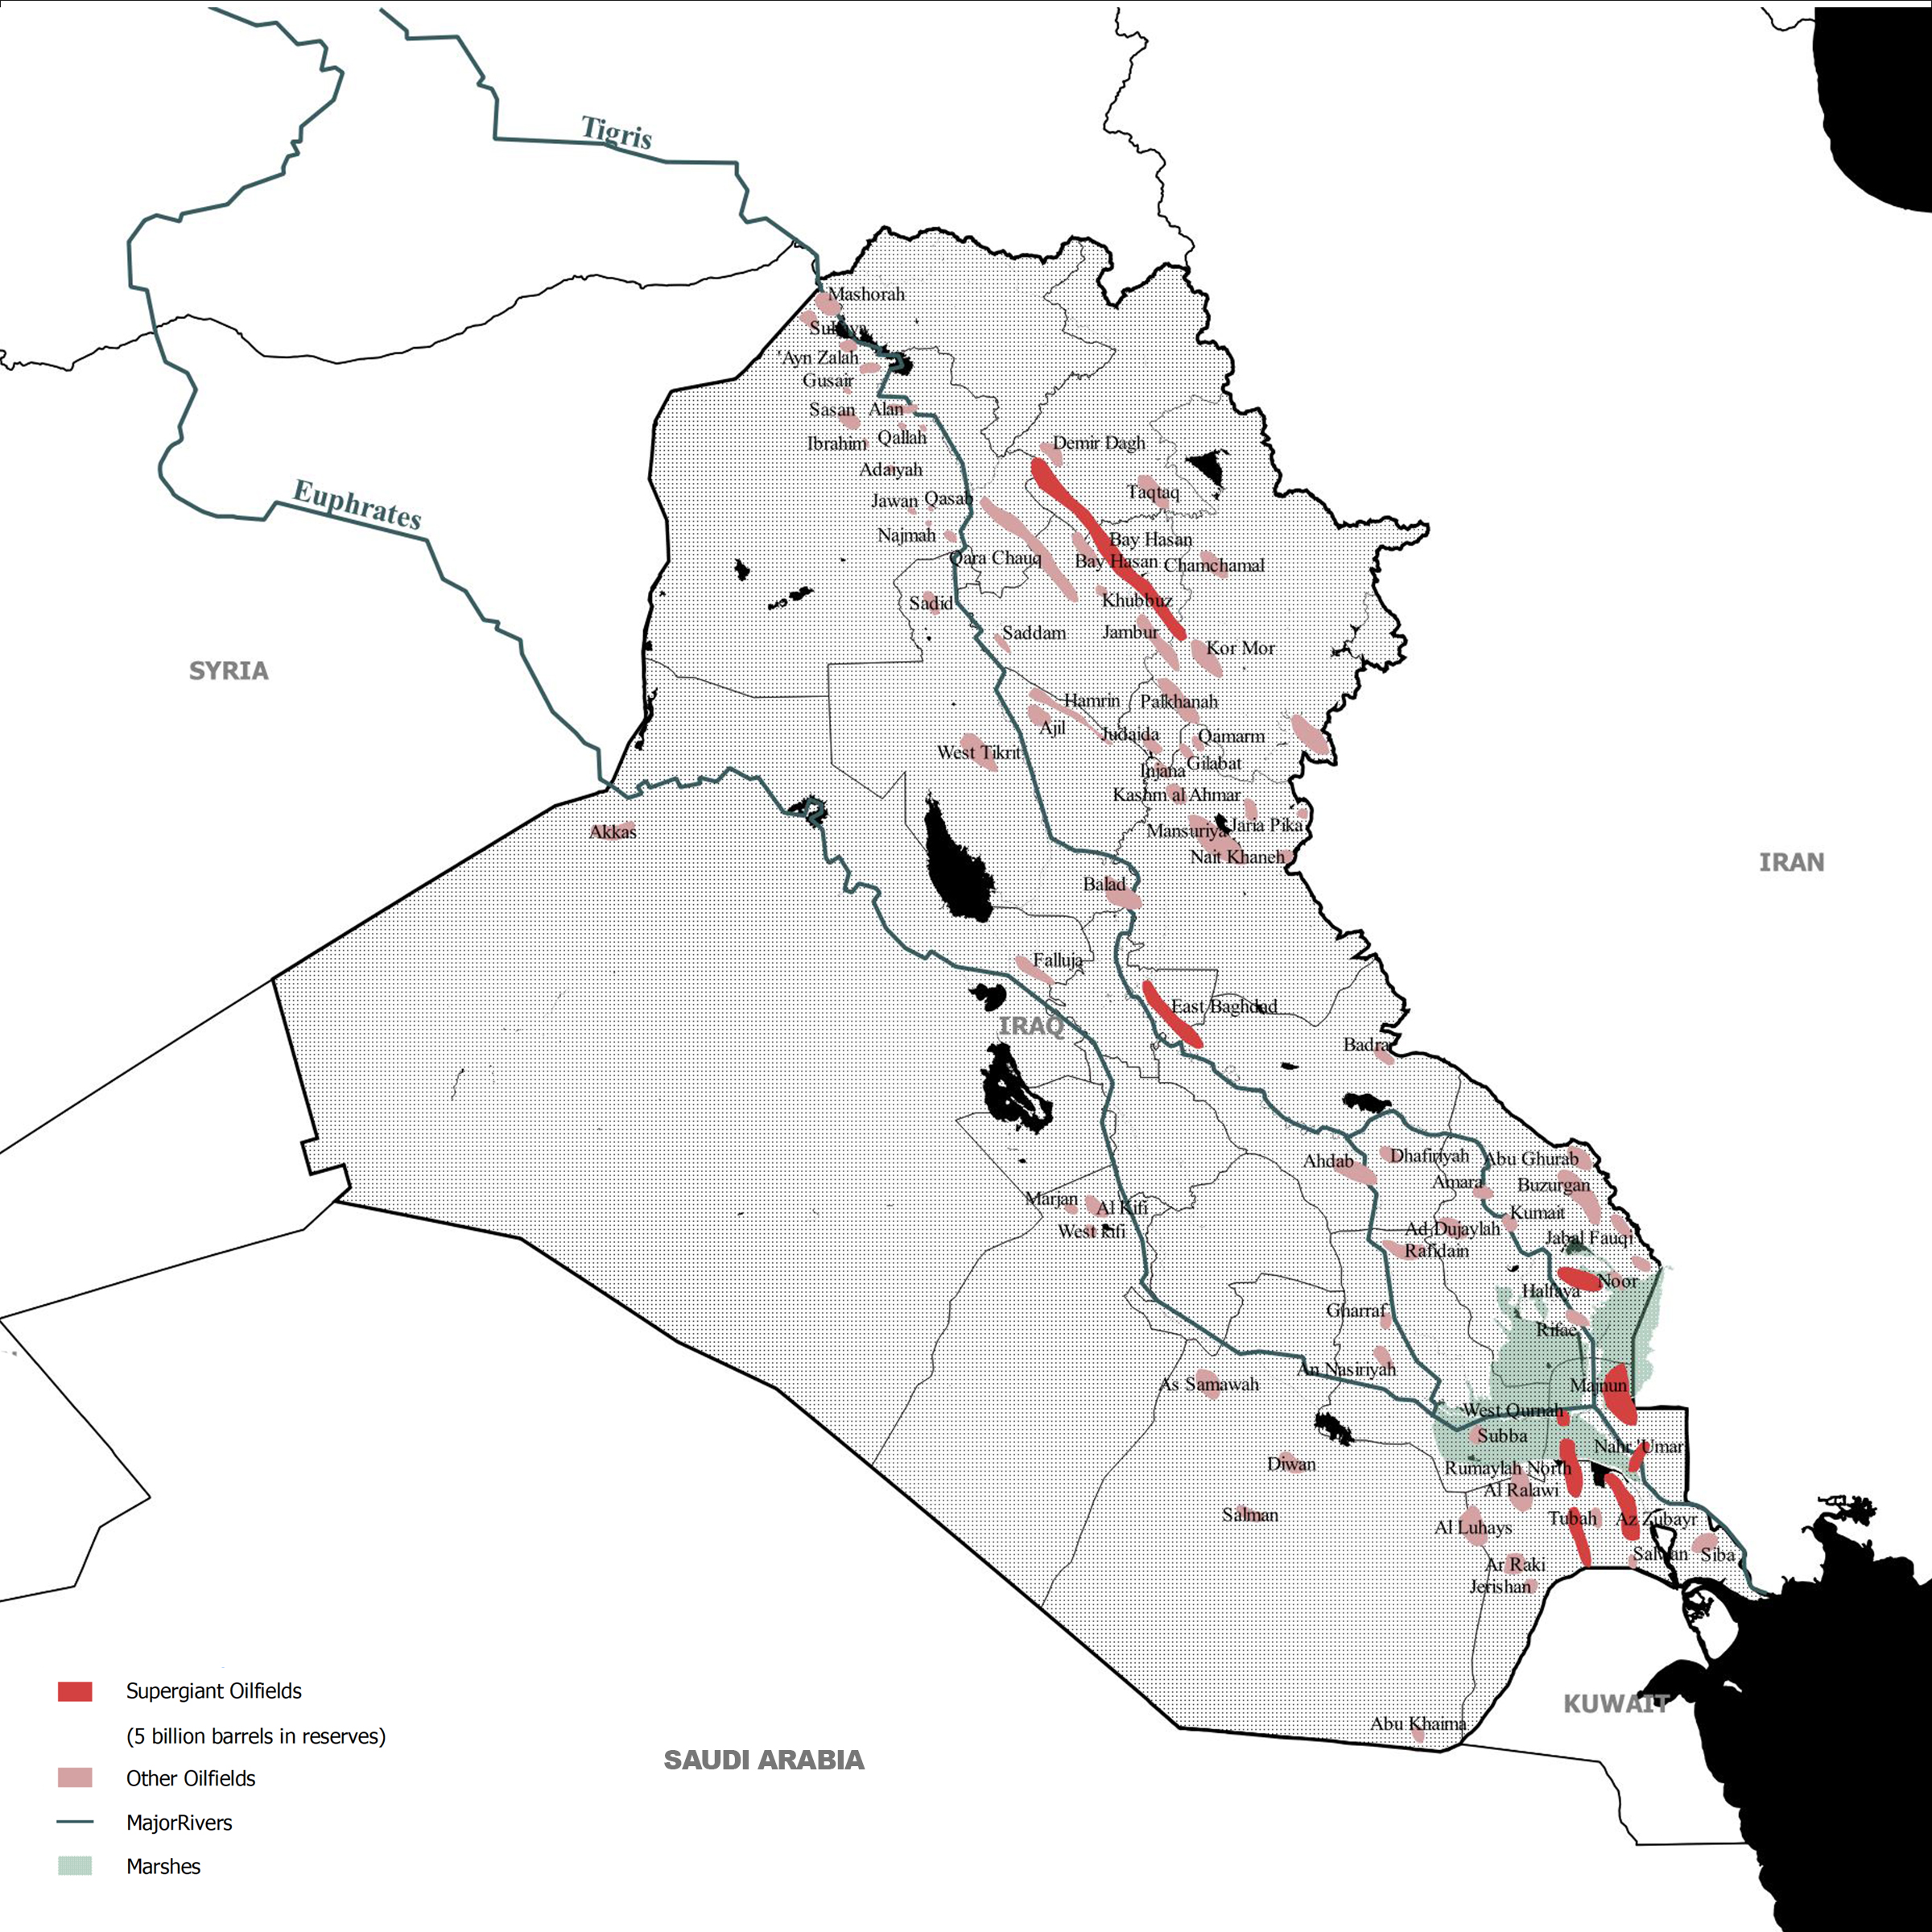 Tigris
Mashorah
Sufaya
'Ayn Zalah
Gusair
Sasan
Alan
Ibrahim
Qallah
Demir Dagh
Adaiyah
Taqtaq
Jawan
Qasab
Euphrates
Najmah
Bay Hasan
Qara Chauq
Bay Hasan
Chamchamal
Sadid
Khubbuz
Saddam
Jambur
Kor Mor
SYRIA
Hamrin
Palkhanah
Ajil
Judaida
Qamarm
West Tikrit
Gilabat
Injana
Kashm al Ahmar
Akkas
Mansuriya
Jaria Pika
Nait Khaneh
IRAN
Balad
Falluja
East Baghdad
IRAQ
Badra
Ahdab
Dhafiriyah
Abu Ghurab
Amara
Buzurgan
Marjan
Al Kifi
Kumait
West kifi
Ad Dujaylah
Jabal Fauqi
Rafidain
Halfaya
Noor
Gharraf
Rifae
An Nasiriyah
As Samawah
Majnun
West Qurnah
Subba
Nahr 'Umar
Diwan
Rumaylah North
Al Ralawi
Salman
Al Luhays
Tubah
Az Zubayr
Salwan
Siba
Ar Raki
Jerishan
Supergiant Oilfields
(5 billion barrels in reserves)
KUWAIT
Abu Khaima
SAUDI ARABIA
Other Oilfields
MajorRivers
Marshes